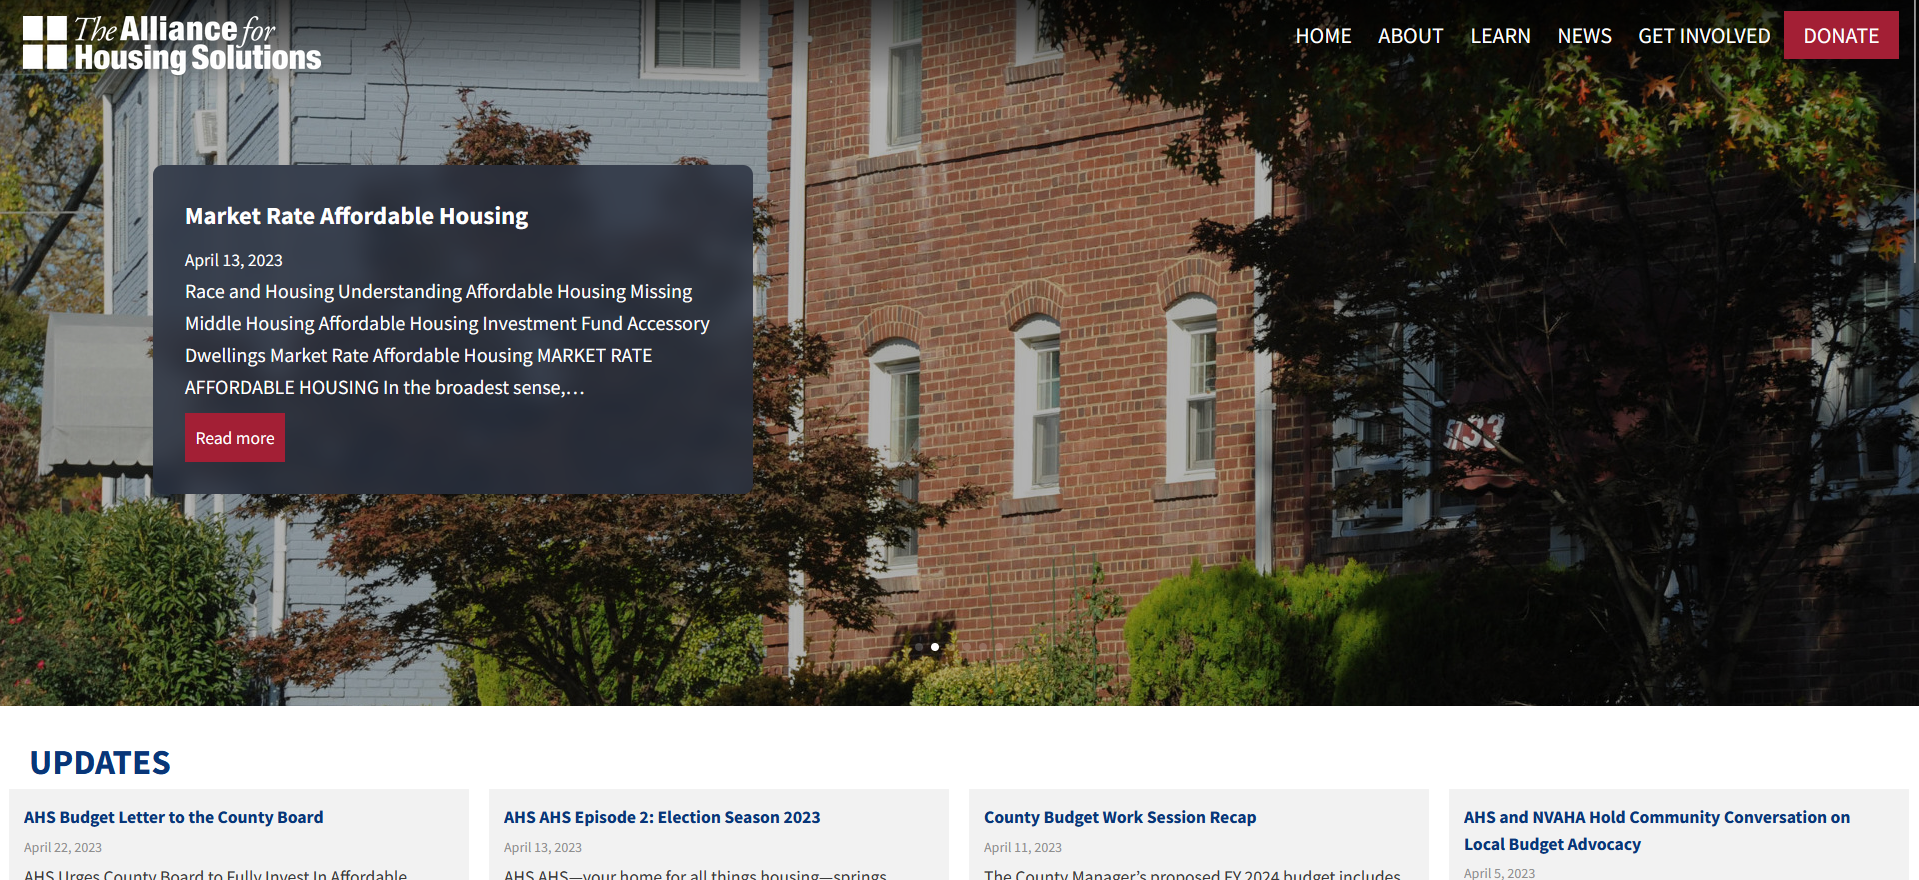 The Alliance for
Housing Solutions
HOME ABOUT LEARN NEWS GET INVOLVED DONATE
Market Rate Affordable Housing
April 13, 2023
Race and Housing Understanding Affordable Housing Missing
Middle Housing Affordable Housing Investment Fund Accessory
Dwellings Market Rate Affordable Housing MARKET RATE
AFFORDABLE HOUSING In the broadest sense,…
Read more
UPDATES
AHS Budget Letter to the County Board
April 22, 2023
AHS Urges County Board to Fully Invest In Affordable
AHS AHS Episode 2: Election Season 2023
April 13, 2023
AHS AHS—your home for all things housing—springs
County Budget Work Session Recap
April 11, 2023
The County Manager’s proposed FY 2024 budget includes
AHS and NVAHA Hold Community Conversation on
Local Budget Advocacy
April 5, 2023